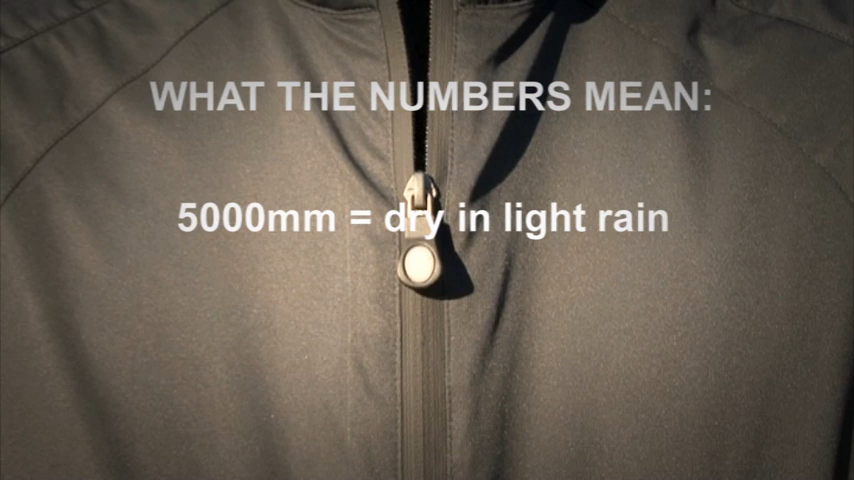 WHAT THE NUMBERS MEAN:
5000mm = dry in light rain